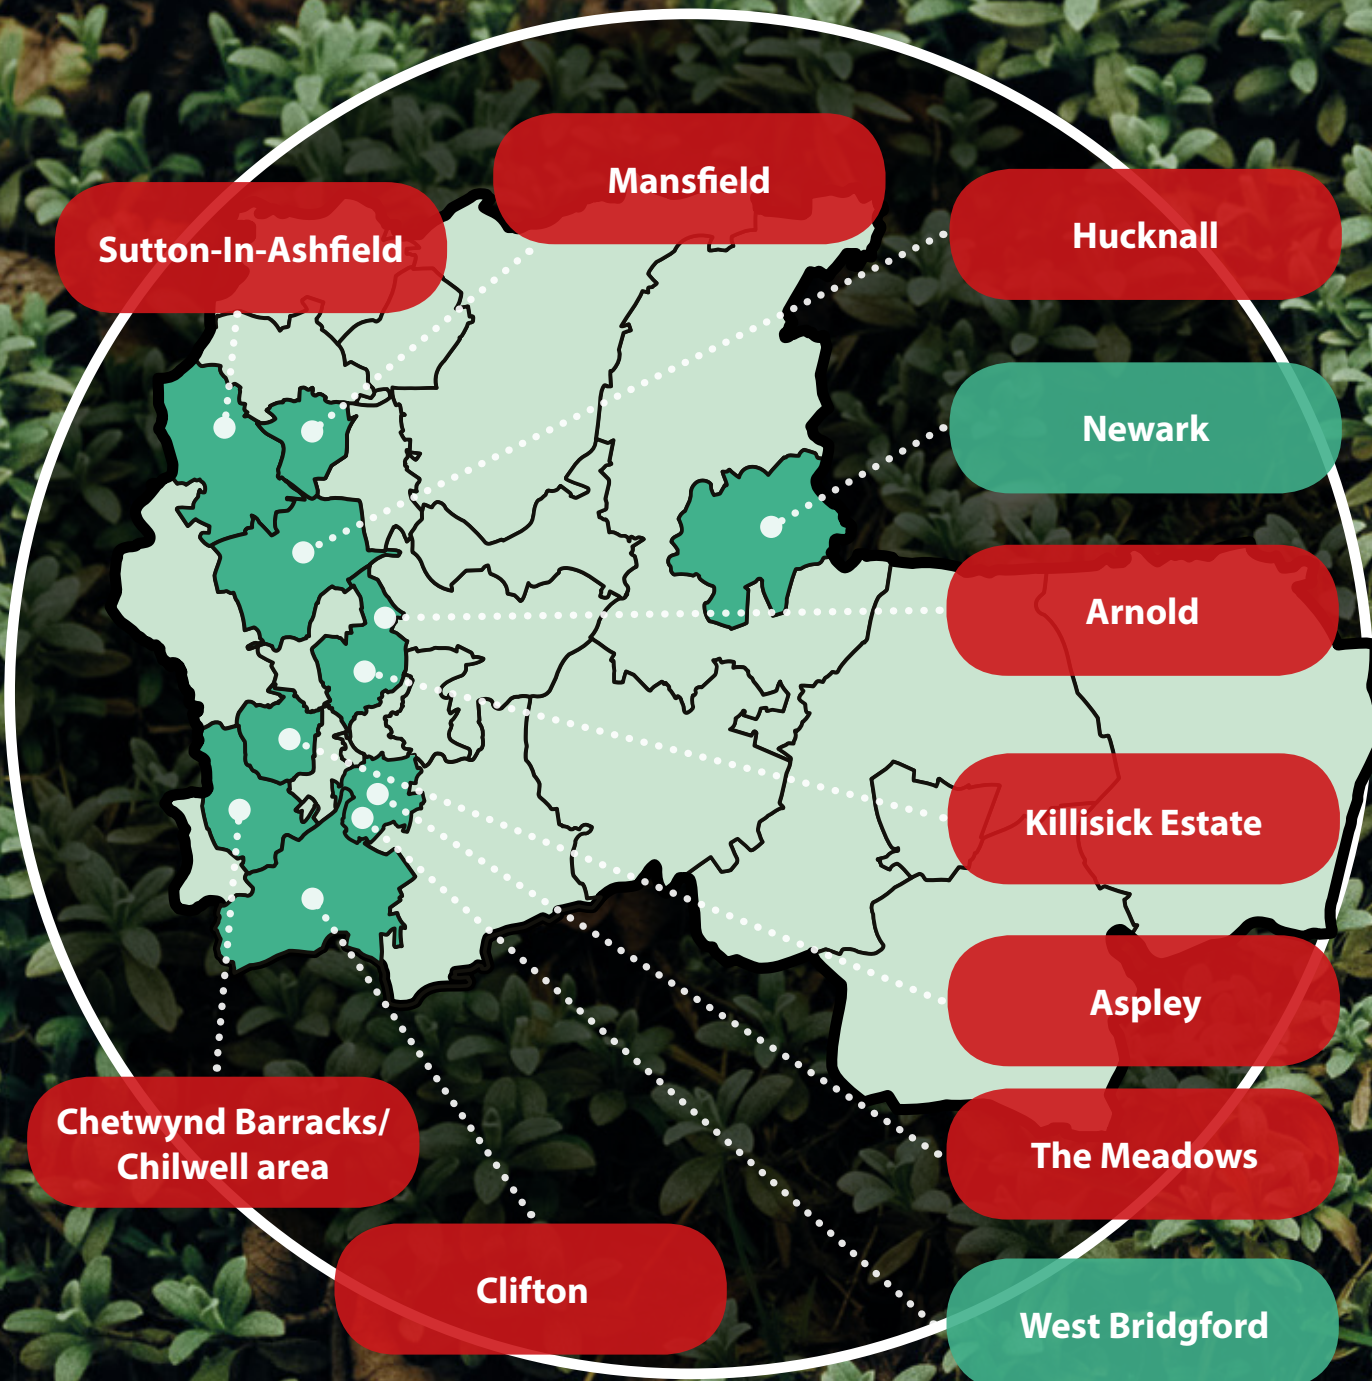 Mansfield
Hucknall
Sutton-In-Ashfield
Newark
Arnold
Killisick Estate
Aspley
Chetwynd Barracks/
Chilwell area
The Meadows
Clifton
West Bridgford